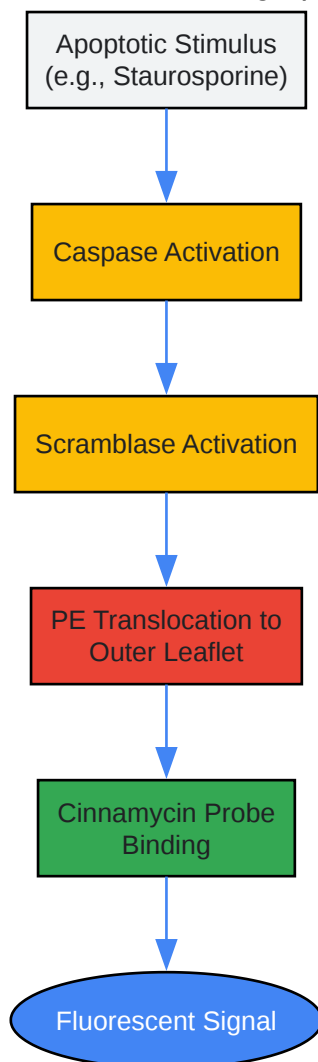 Apoptotic Stimulus
(e.g., Staurosporine)
Caspase Activation
Scramblase Activation
PE Translocation to
Outer Leaflet
Cinnamycin Probe
Binding
Fluorescent Signal